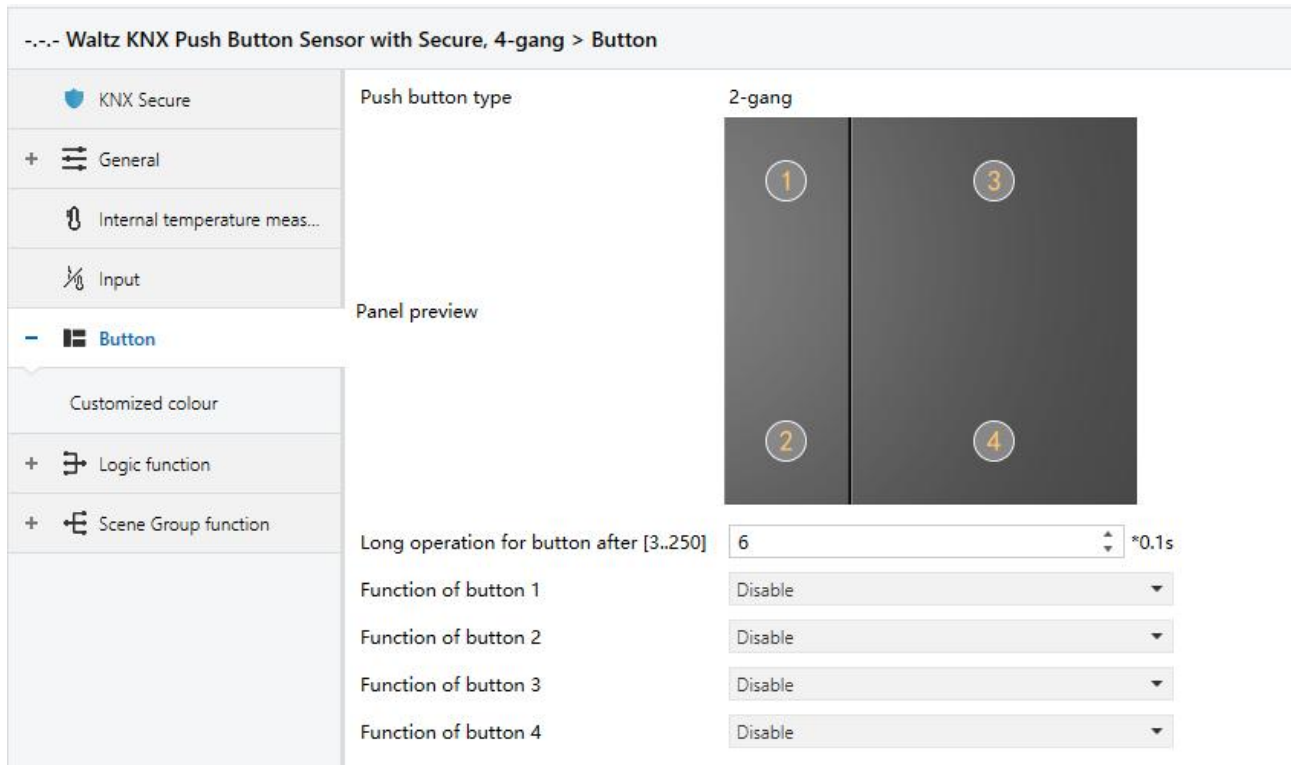 -.-.- Waltz KNX Push Button Sensor with Secure, 4-gang > Button
KNX Secure
+ General
Internal temperature meas...
Input
- Button
Customized colour
+ Logic function
+ Scene Group function
Push button type 2-gang
Panel preview
1 3
2 4
Long operation for button after [3..250] 6 *0.1s
Function of button 1 Disable
Function of button 2 Disable
Function of button 3 Disable
Function of button 4 Disable